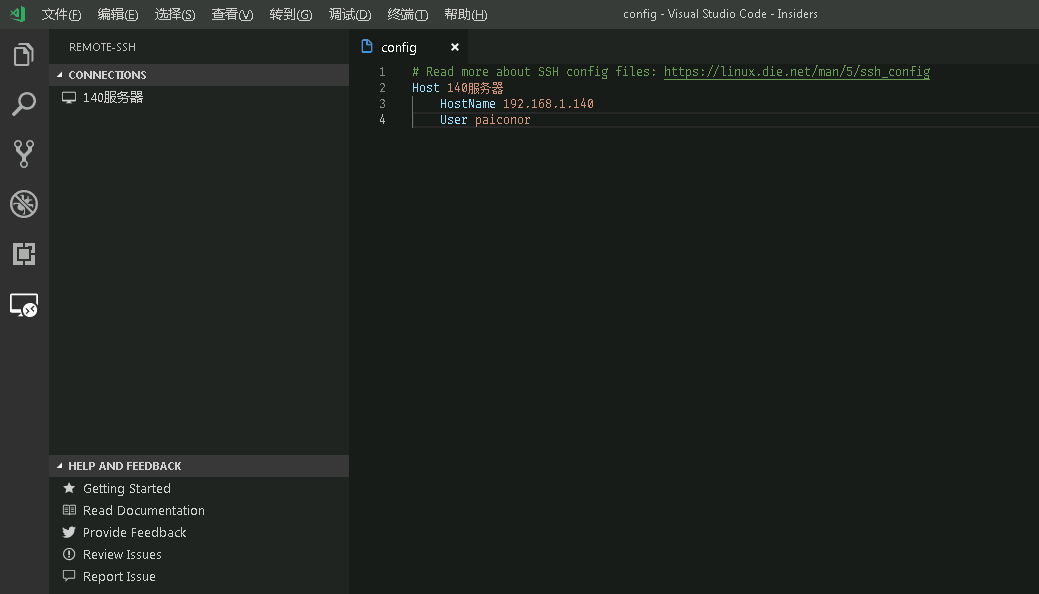 文件(F) 编辑(E) 选择(S) 查看(V) 转到(G) 调试(D) 终端(T) 帮助(H) config - Visual Studio Code - Insiders
REMOTE-SSH
CONNECTIONS
140服务器
HELP AND FEEDBACK
Getting Started
Read Documentation
Provide Feedback
Review Issues
Report Issue
config
1 # Read more about SSH config files: https://linux.die.net/man/5/ssh_config
2 Host 140服务器
3 HostName 192.168.1.140
4 User paiconor